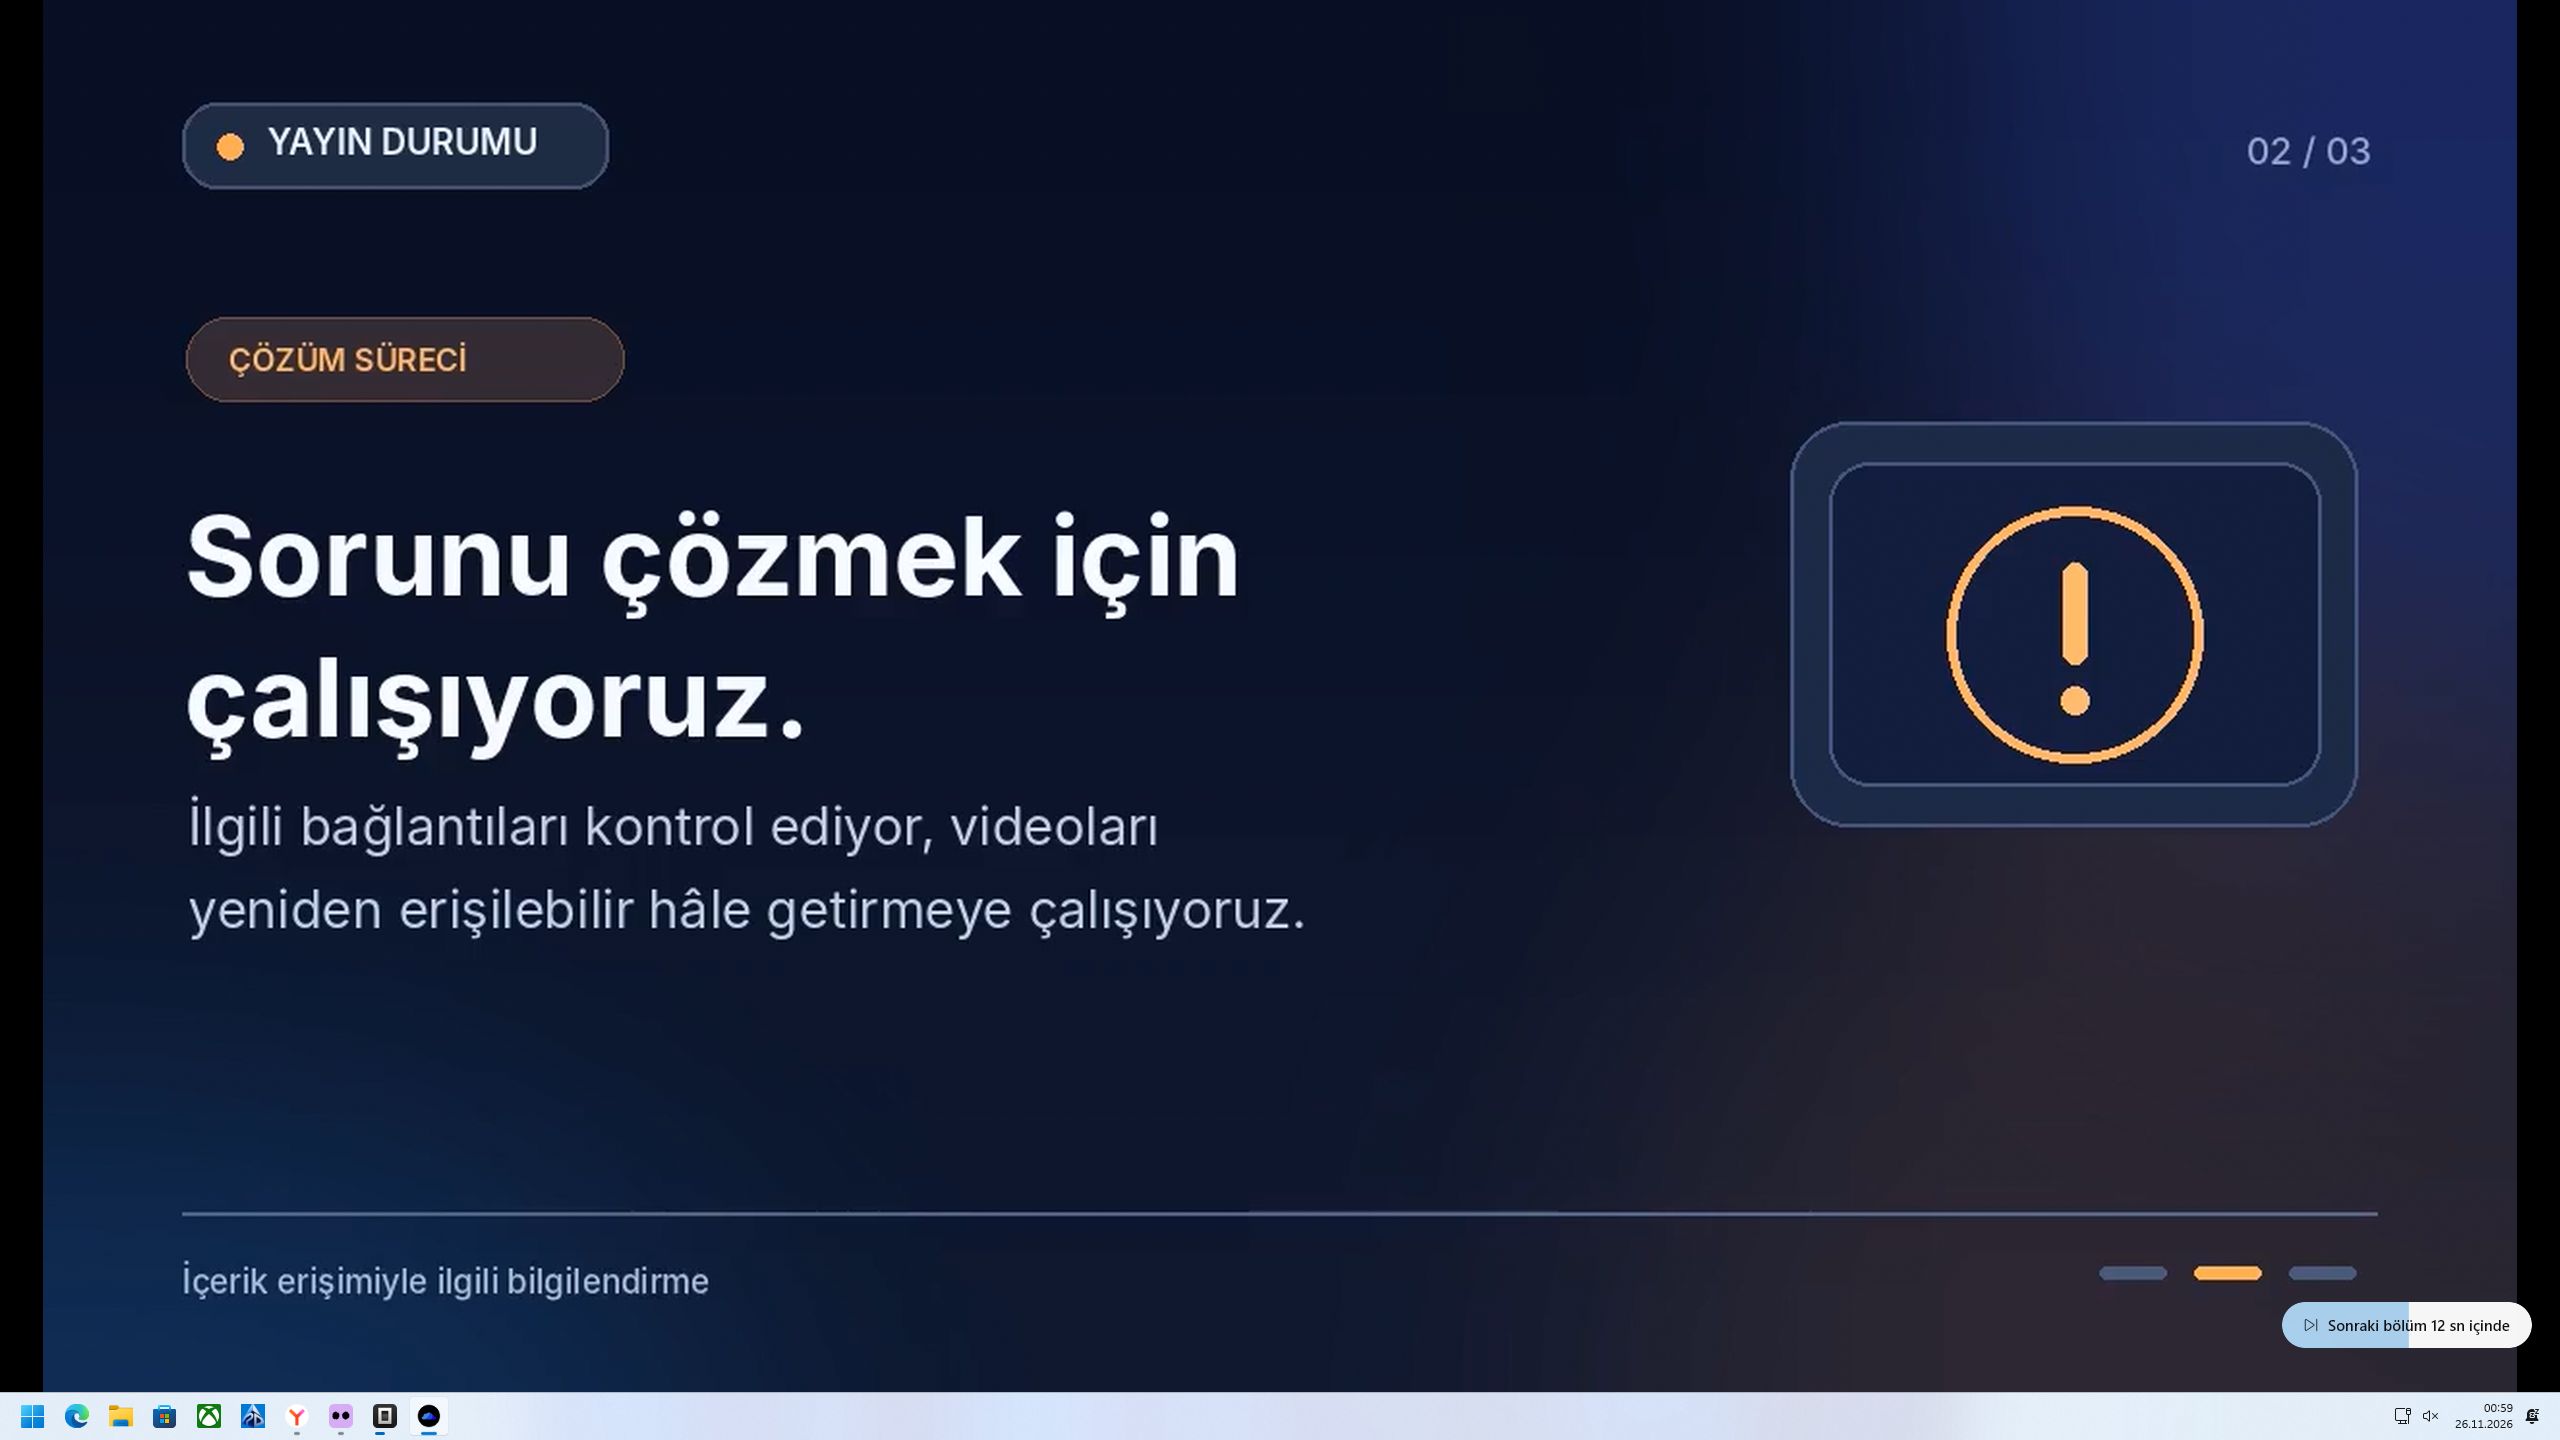 YAYIN DURUMU
02 / 03
ÇÖZÜM SÜRECİ
Sorunu çözmek için
çalışıyoruz.
İlgili bağlantıları kontrol ediyor, videoları
yeniden erişilebilir hâle getirmeye çalışıyoruz.
İçerik erişimiyle ilgili bilgilendirme
Sonraki bölüm 12 sn içinde
00:59
26.11.2026